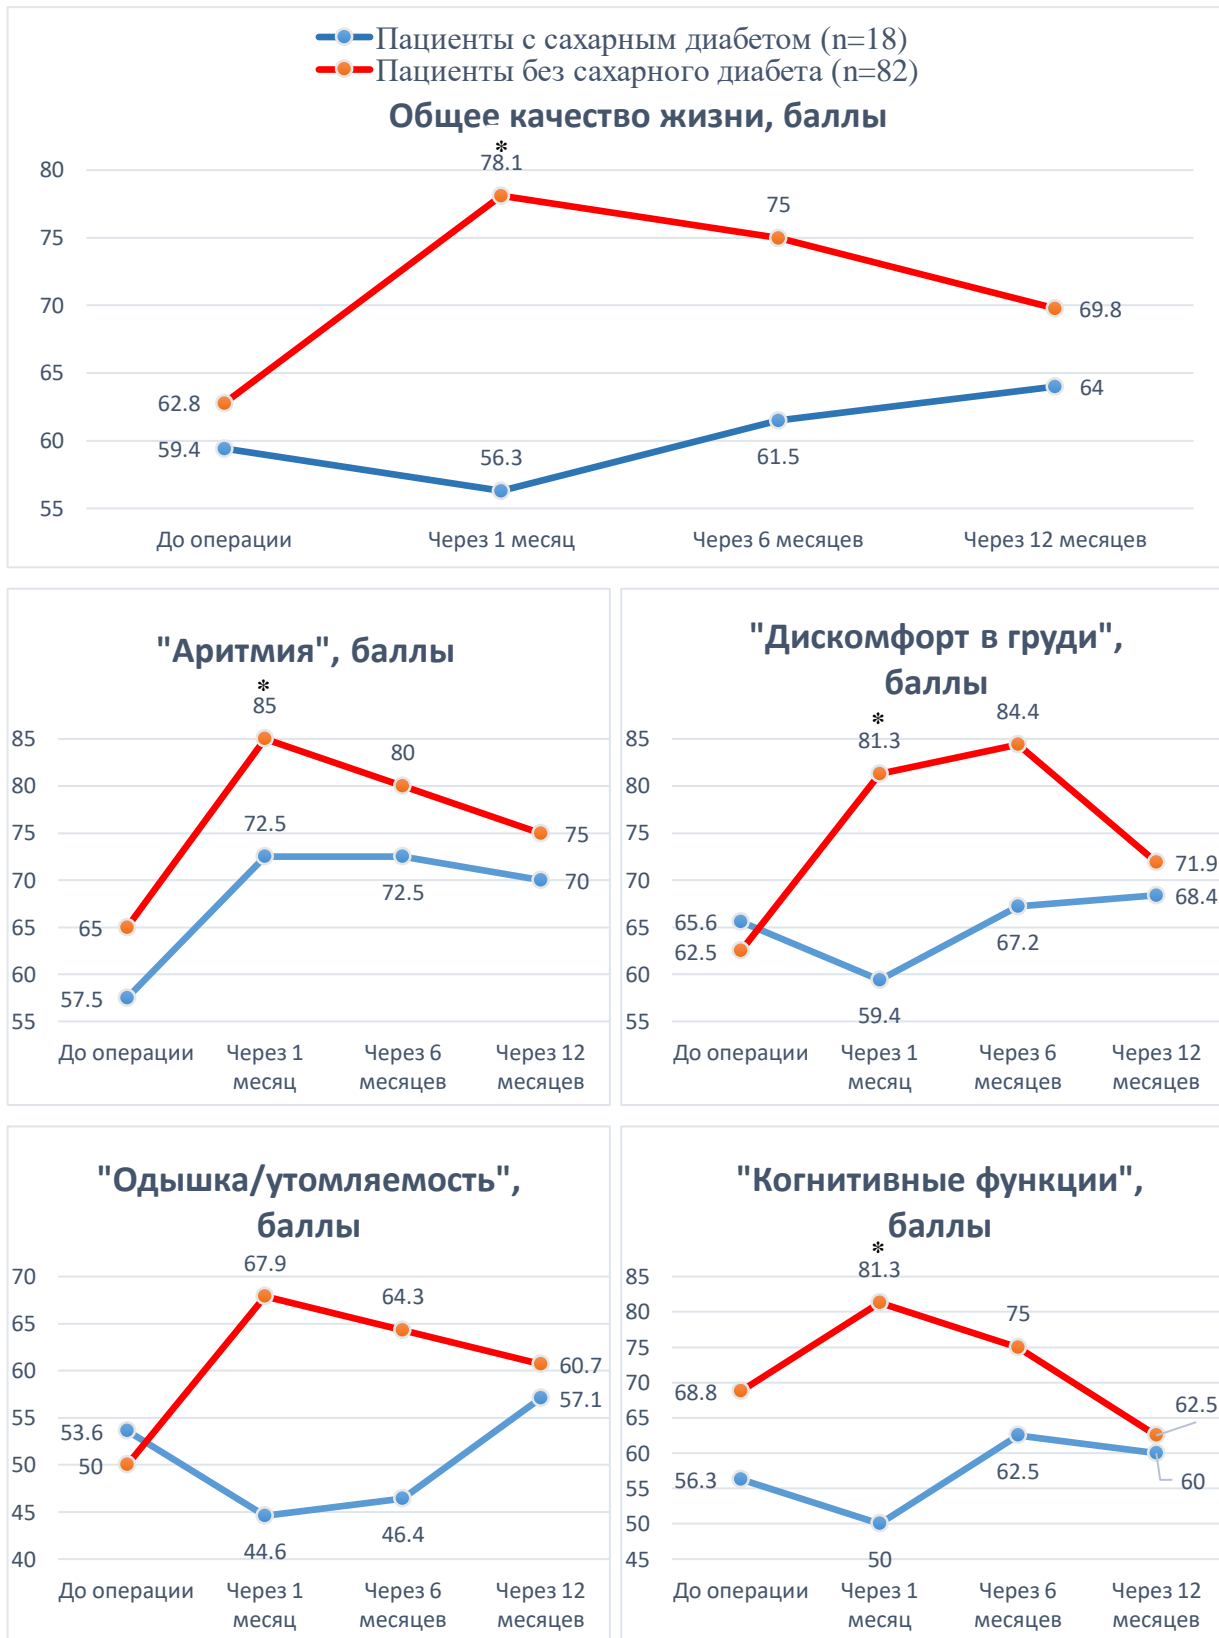 Пациенты с сахарным диабетом (n=18)
Пациенты без сахарного диабета (n=82)
Общее качество жизни, баллы
*
78.1
80
75
75
70
69.8
65
64
62.8
60
59.4
56.3
61.5
55
До операции
Через 1 месяц
Через 6 месяцев
Через 12 месяцев
"Аритмия", баллы
*
85
85
80
80
75
72.5
75
70
72.5
70
65
65
60
57.5
55
До операции
Через 1
месяц
Через 6
месяцев
Через 12
месяцев
"Дискомфорт в груди",
баллы
84.4
*
81.3
85
80
75
70
71.9
68.4
65
65.6
62.5
67.2
60
59.4
55
До операции
Через 1
месяц
Через 6
месяцев
Через 12
месяцев
"Одышка/утомляемость",
баллы
67.9
70
64.3
65
60
60.7
57.1
55
53.6
50
50
45
46.4
44.6
40
До операции
Через 1
месяц
Через 6
месяцев
Через 12
месяцев
"Когнитивные функции",
баллы
*
81.3
85
80
75
75
70
68.8
62.5
65
60
62.5
60
56.3
55
50
50
45
До операции
Через 1
месяц
Через 6
месяцев
Через 12
месяцев